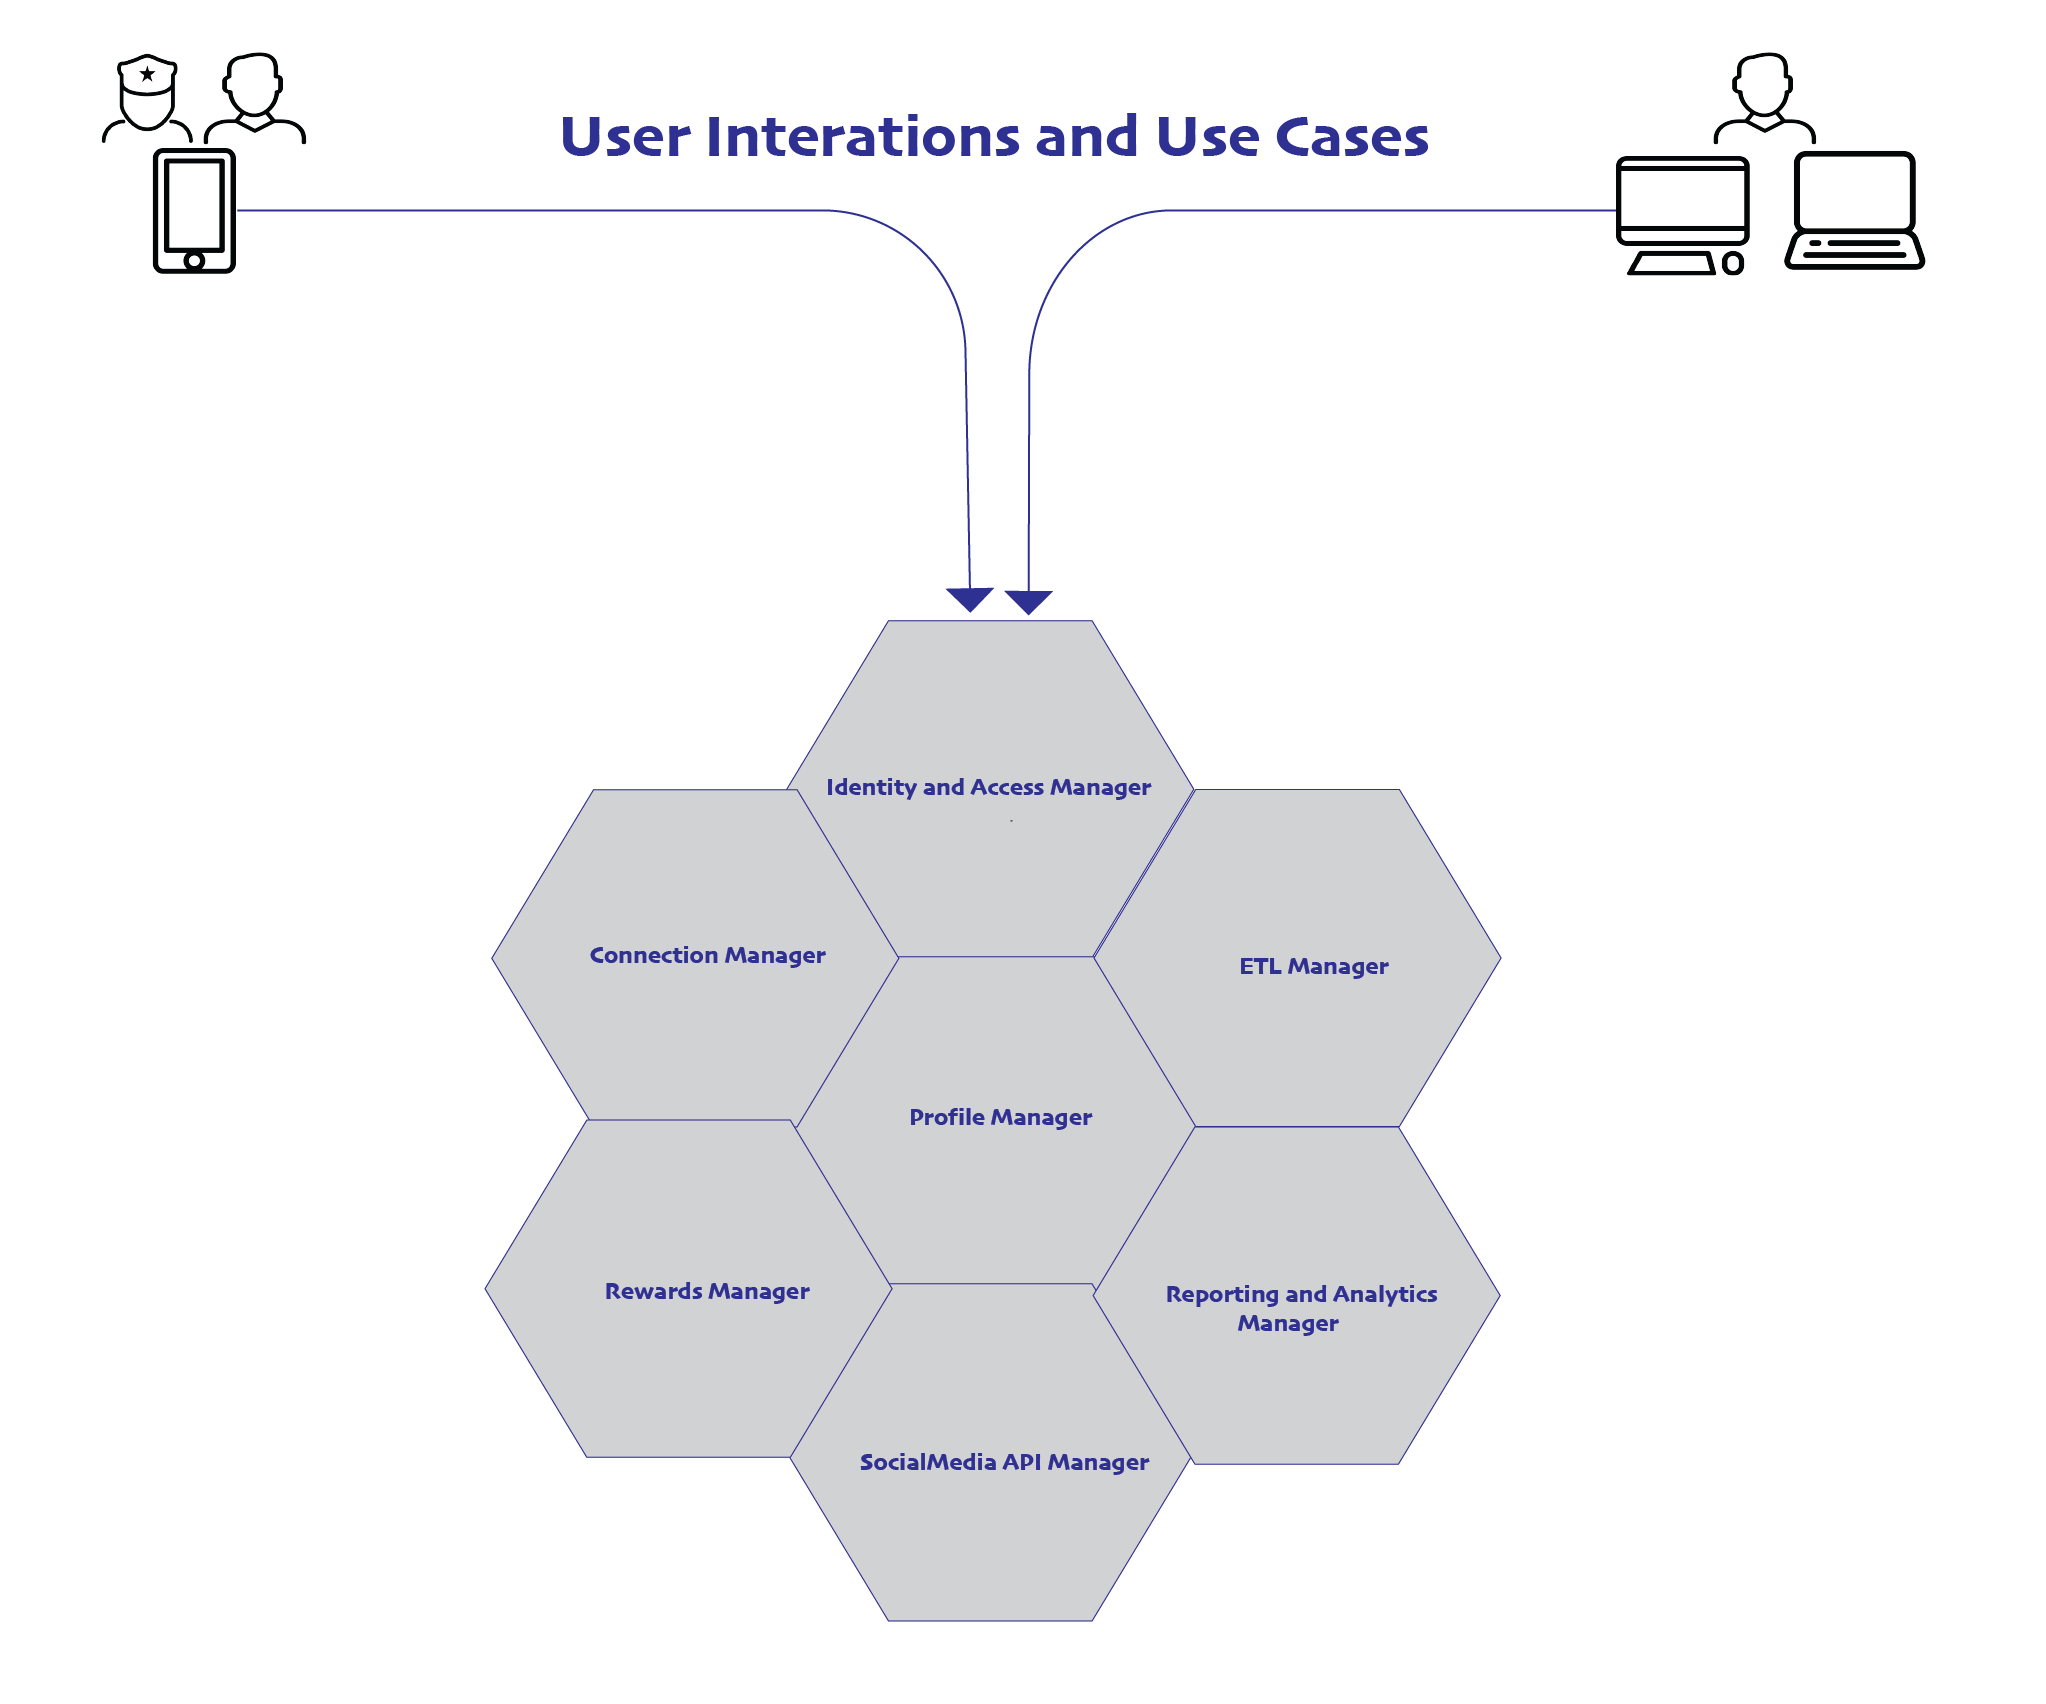 User Interations and Use Cases
Identity and Access Manager
Connection Manager
ETL Manager
Profile Manager
Rewards Manager
Reporting and Analytics
Manager
SocialMedia API Manager